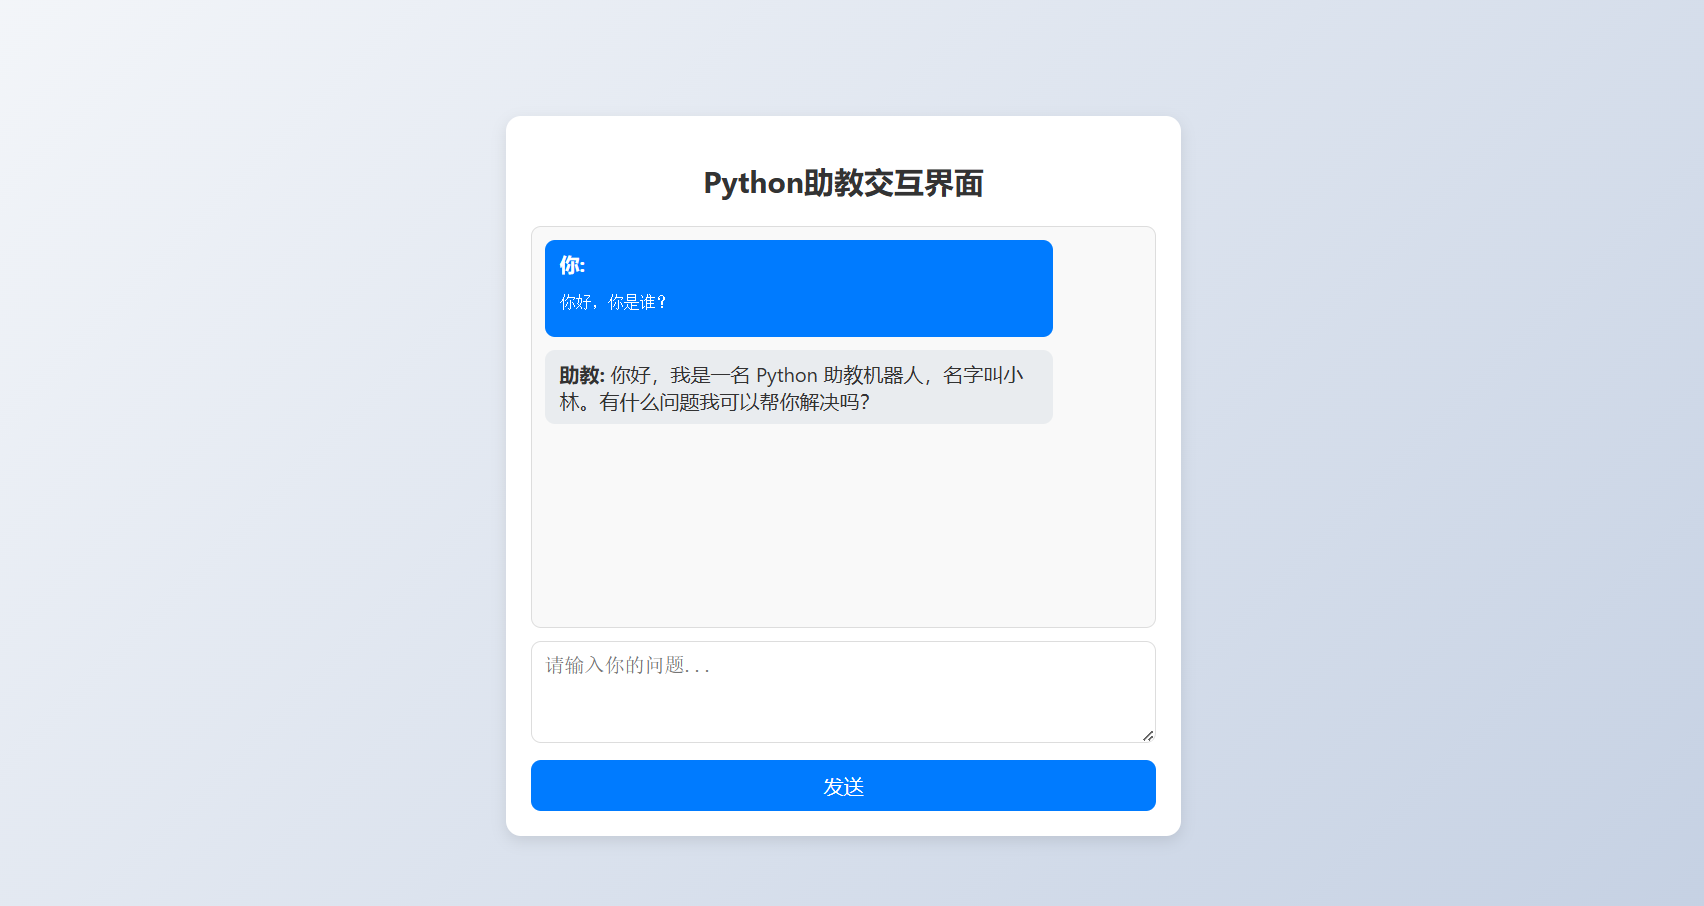 Python助教交互界面
你:
你好，你是谁？
助教: 你好，我是一名 Python 助教机器人，名字叫小
林。有什么问题我可以帮你解决吗？
请输入你的问题...
发送